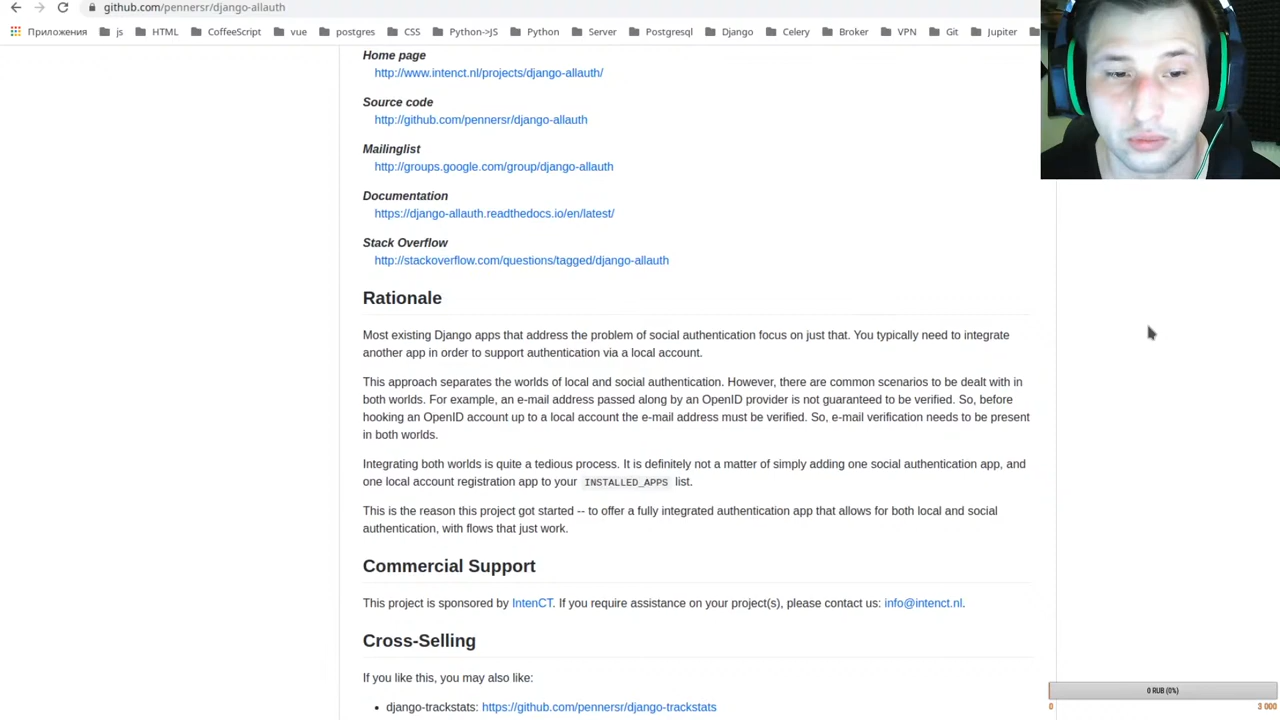 github.com/pennersr/django-allauth
Приложения js HTML CoffeeScript vue postgres CSS Python->JS Python Server Postgresql Django Celery Broker VPN Git Jupiter
Home page
http://www.intenct.nl/projects/django-allauth/
Source code
http://github.com/pennersr/django-allauth
Mailinglist
http://groups.google.com/group/django-allauth
Documentation
https://django-allauth.readthedocs.io/en/latest/
Stack Overflow
http://stackoverflow.com/questions/tagged/django-allauth
Rationale
Most existing Django apps that address the problem of social authentication focus on just that. You typically need to integrate
another app in order to support authentication via a local account.
This approach separates the worlds of local and social authentication. However, there are common scenarios to be dealt with in
both worlds. For example, an e-mail address passed along by an OpenID provider is not guaranteed to be verified. So, before
hooking an OpenID account up to a local account the e-mail address must be verified. So, e-mail verification needs to be present
in both worlds.
Integrating both worlds is quite a tedious process. It is definitely not a matter of simply adding one social authentication app, and
one local account registration app to your INSTALLED_APPS list.
This is the reason this project got started -- to offer a fully integrated authentication app that allows for both local and social
authentication, with flows that just work.
Commercial Support
This project is sponsored by IntenCT. If you require assistance on your project(s), please contact us: info@intenct.nl.
Cross-Selling
If you like this, you may also like:
• django-trackstats: https://github.com/pennersr/django-trackstats
0 RUB (0%)
0 3 000